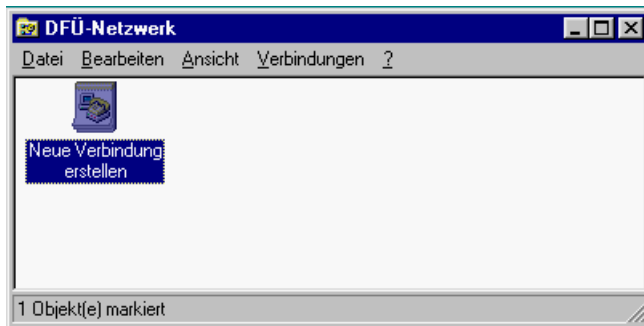 DFÜ-Netzwerk
Datei Bearbeiten Ansicht Verbindungen ?
Neue Verbindung
erstellen
1 Objekt(e) markiert